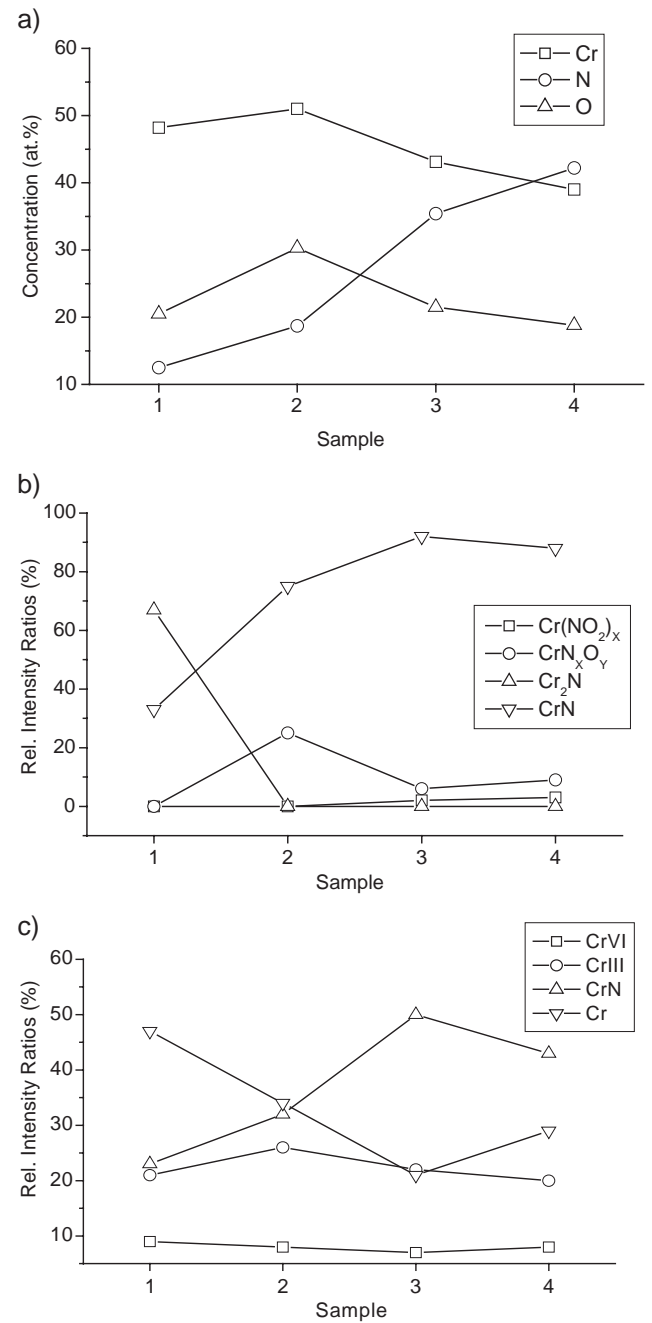 a)
60
50
40
30
20
10
Concentration (at.%)
Cr
N
O
1 2 3 4
Sample
b)
100
80
60
40
20
0
Rel. Intensity Ratios (%)
Cr(NO₂)ₓ
CrNₓOY
Cr₂N
CrN
1 2 3 4
Sample
c)
60
50
40
30
20
10
Rel. Intensity Ratios (%)
CrVI
CrIII
CrN
Cr
1 2 3 4
Sample